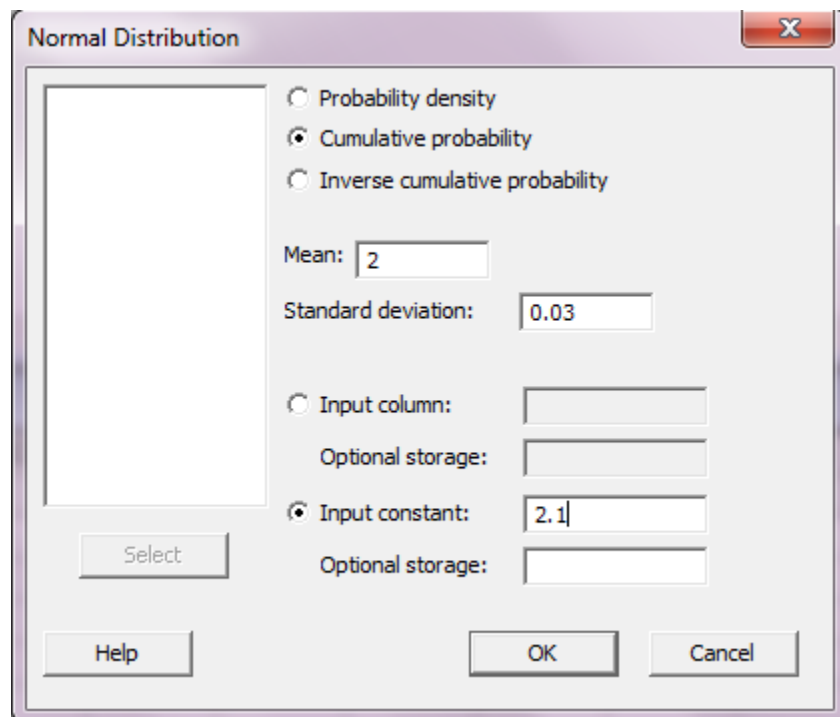 Normal Distribution
Probability density
Cumulative probability
Inverse cumulative probability
Mean: 2
Standard deviation: 0.03
Input column:
Optional storage:
Input constant: 2.1
Select
Optional storage:
Help OK Cancel